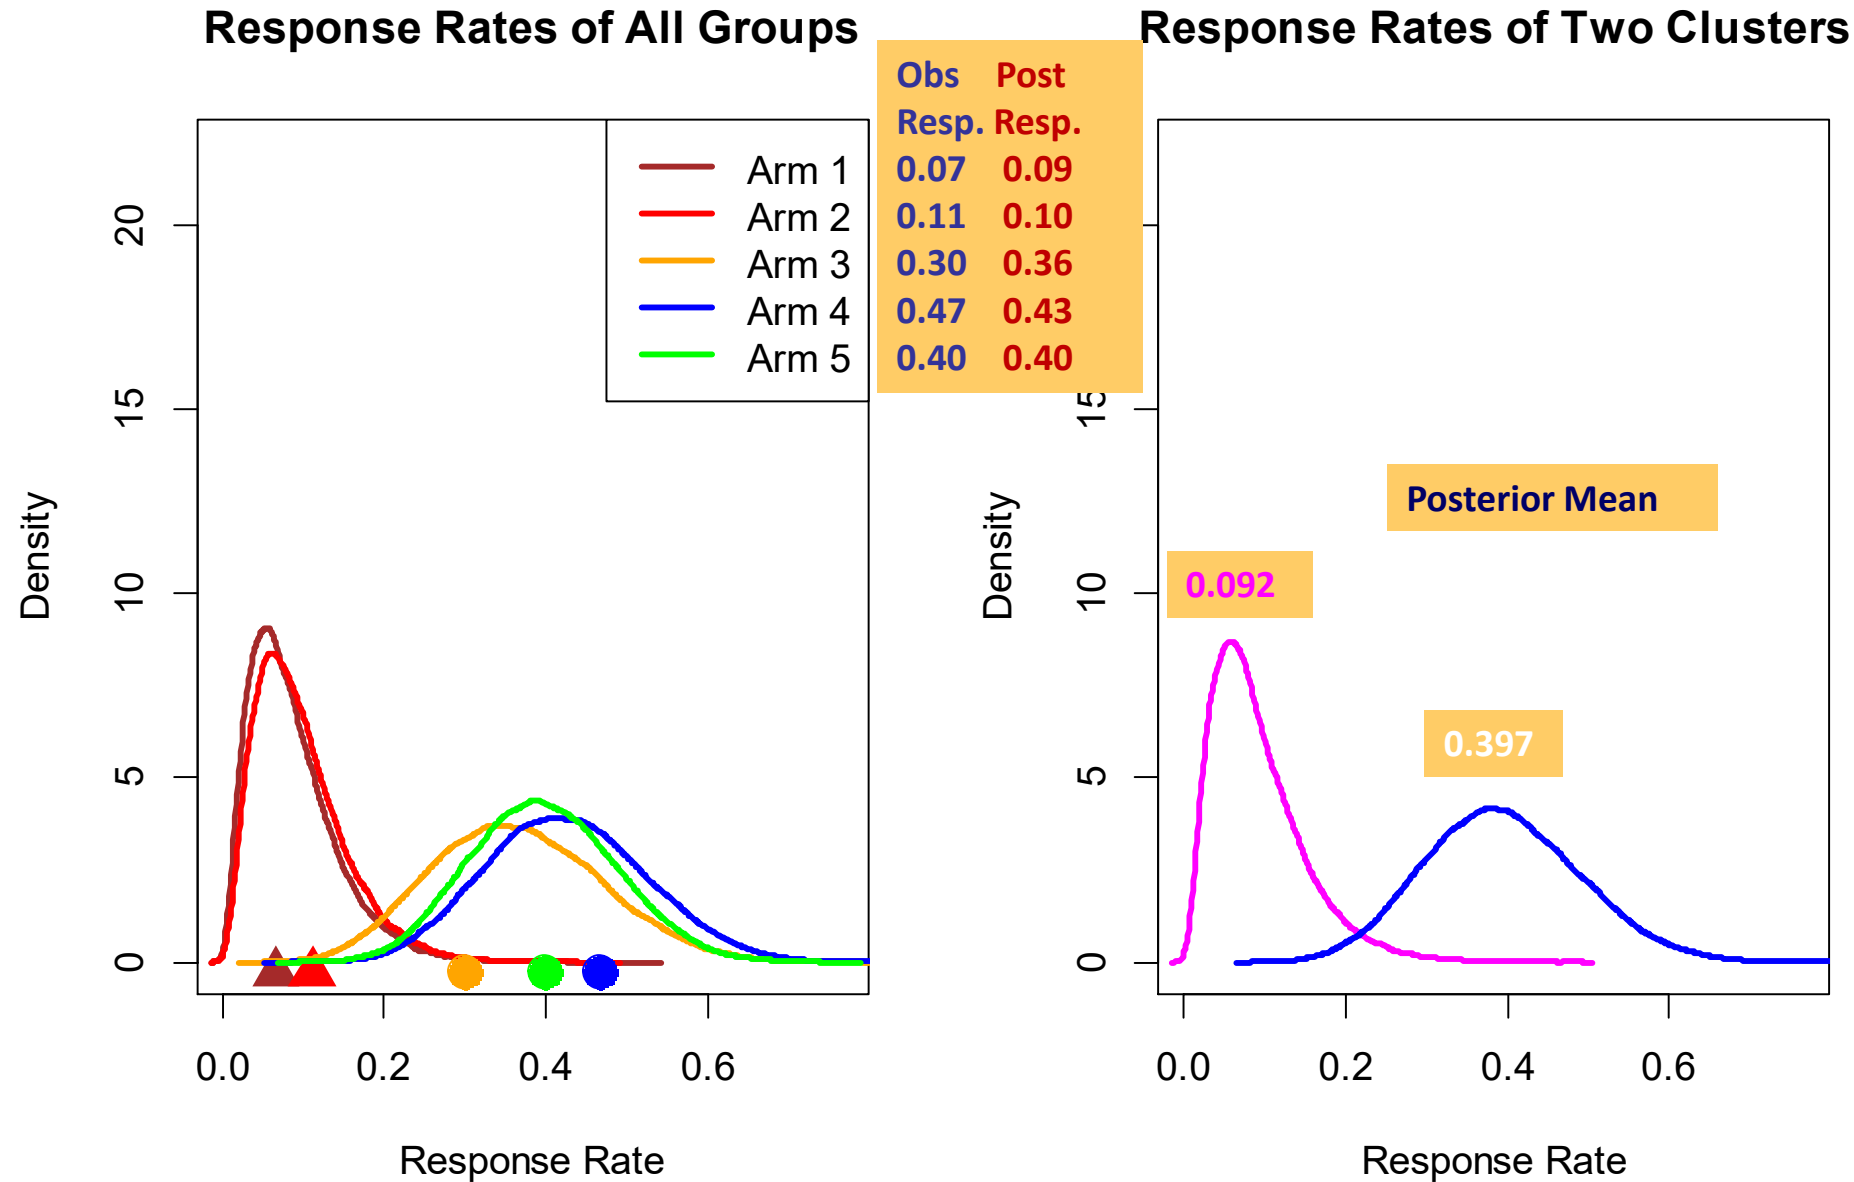 Response Rates of All Groups
Density
20
15
10
5
0
Arm 1
Arm 2
Arm 3
Arm 4
Arm 5
0.0 0.2 0.4 0.6
Response Rate
Obs Post
Resp. Resp.
0.07 0.09
0.11 0.10
0.30 0.36
0.47 0.43
0.40 0.40
Response Rates of Two Clusters
Density
15
10
5
0
Posterior Mean
0.092
0.397
0.0 0.2 0.4 0.6
Response Rate